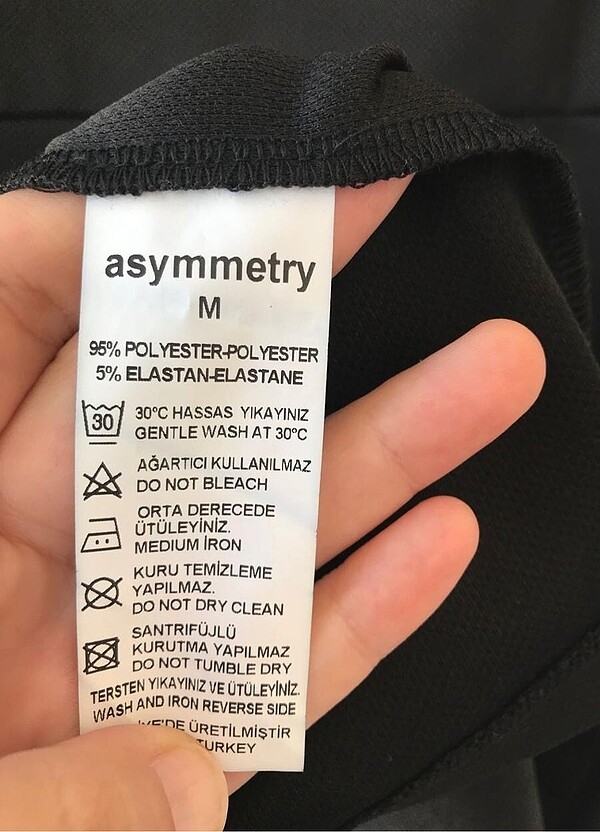 asymmetry
M
95% POLYESTER-POLYESTER
5% ELASTAN-ELASTANE
30
30°C HASSAS YIKAYINIZ
GENTLE WASH AT 30°C
AĞARTICI KULLANILMAZ
DO NOT BLEACH
ORTA DERECEDE
ÜTÜLEYİNİZ.
MEDIUM İRON
KURU TEMİZLEME
YAPILMAZ.
DO NOT DRY CLEAN
SANTRIFÜJLÜ
KURUTMA YAPILMAZ
DO NOT TUMBLE DRY
TERSTEN YIKAYINIZ VE ÜTÜLEYİNİZ.
WASH AND IRON REVERSE SIDE
ÜRETİLMİŞTİR
TURKEY